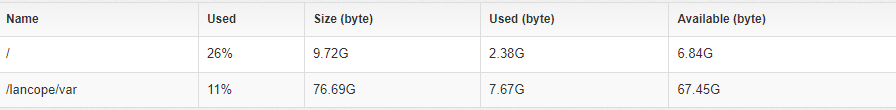 Name Used Size (byte) Used (byte) Available (byte)
/ 26% 9.72G 2.38G 6.84G
/lancope/var 11% 76.69G 7.67G 67.45G